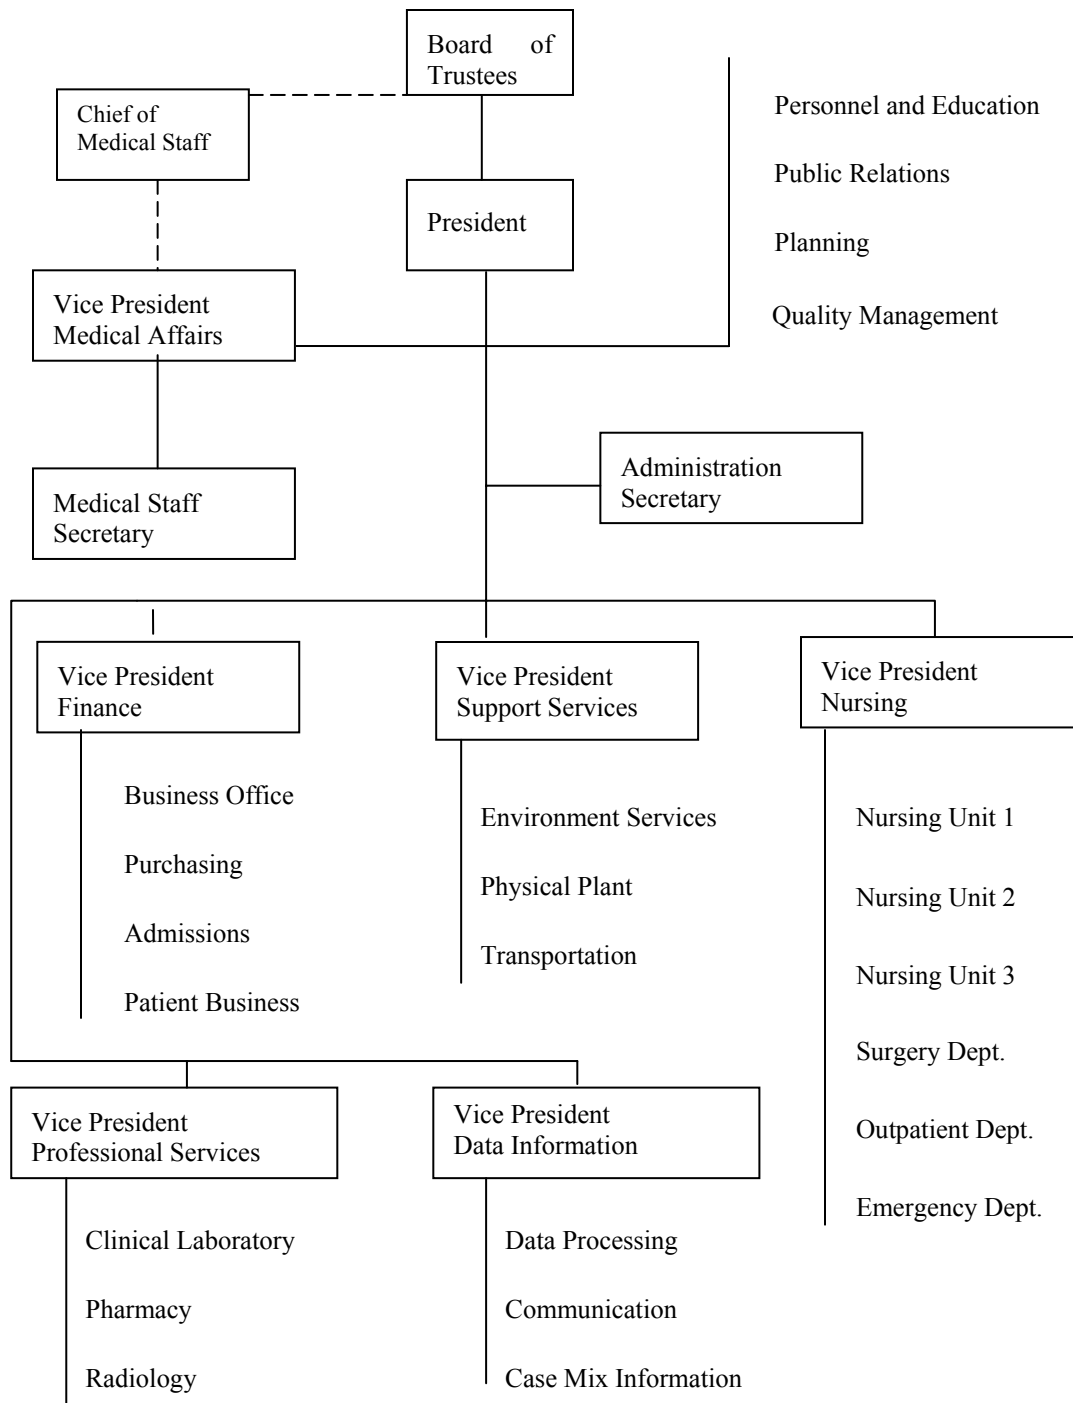 Board of
Trustees
Chief of
Medical Staff
Personnel and Education
Public Relations
President
Planning
Vice President
Medical Affairs
Quality Management
Administration
Secretary
Medical Staff
Secretary
Vice President
Finance
Vice President
Support Services
Vice President
Nursing
Business Office
Purchasing
Admissions
Patient Business
Environment Services
Physical Plant
Transportation
Nursing Unit 1
Nursing Unit 2
Nursing Unit 3
Surgery Dept.
Outpatient Dept.
Emergency Dept.
Vice President
Professional Services
Vice President
Data Information
Clinical Laboratory
Pharmacy
Radiology
Data Processing
Communication
Case Mix Information